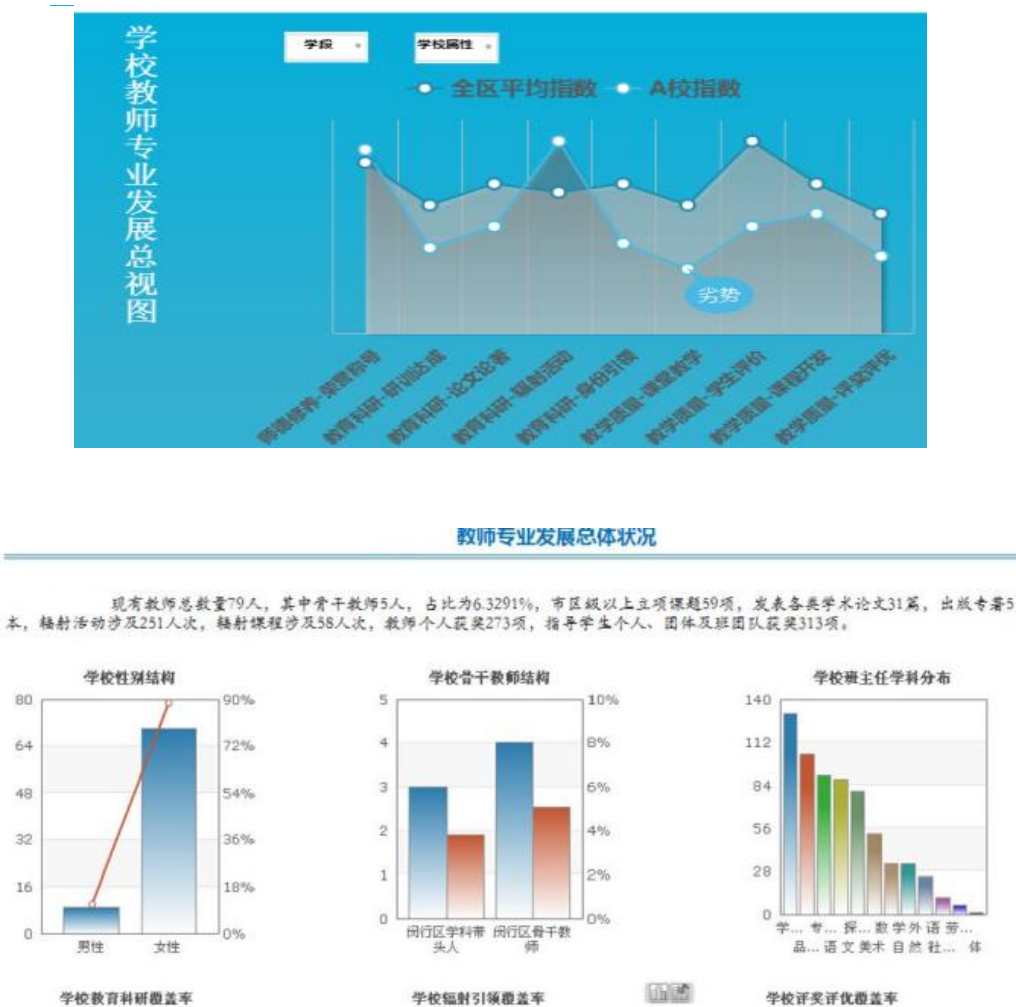 学校教师专业发展总视图
学段
学校属性
全区平均指数
A校指数
劣势
师德修养-荣誉称号
教育科研-研训达成
教育科研-论文论著
教育科研-辐射活动
教育科研-身份引领
教学质量-课堂教学
教学质量-学生评价
教学质量-课程开发
教学质量-评奖评优
教师专业发展总体状况
现有教师总数量79人，其中骨干教师5人，占比为6.3291%，市区级以上立项课题59项，发表各类学术论文31篇，出版专著5
本，辐射活动涉及251人次，辐射课程涉及58人次，教师个人获奖273项，指导学生个人、团体及班团队获奖313项。
学校性别结构
80
64
48
32
16
0
90%
72%
54%
36%
18%
0%
男性
女性
学校骨干教师结构
5
4
3
2
1
0
10%
8%
6%
4%
2%
0%
闵行区学科带
头人
闵行区骨干教
师
学校班主任学科分布
140
112
84
56
28
0
学... 专... 探... 数 学 外 语 劳...
品... 语 文 美术 自 然 社... 体
学校教育科研覆盖率
学校辐射引领覆盖率
学校评奖评优覆盖率